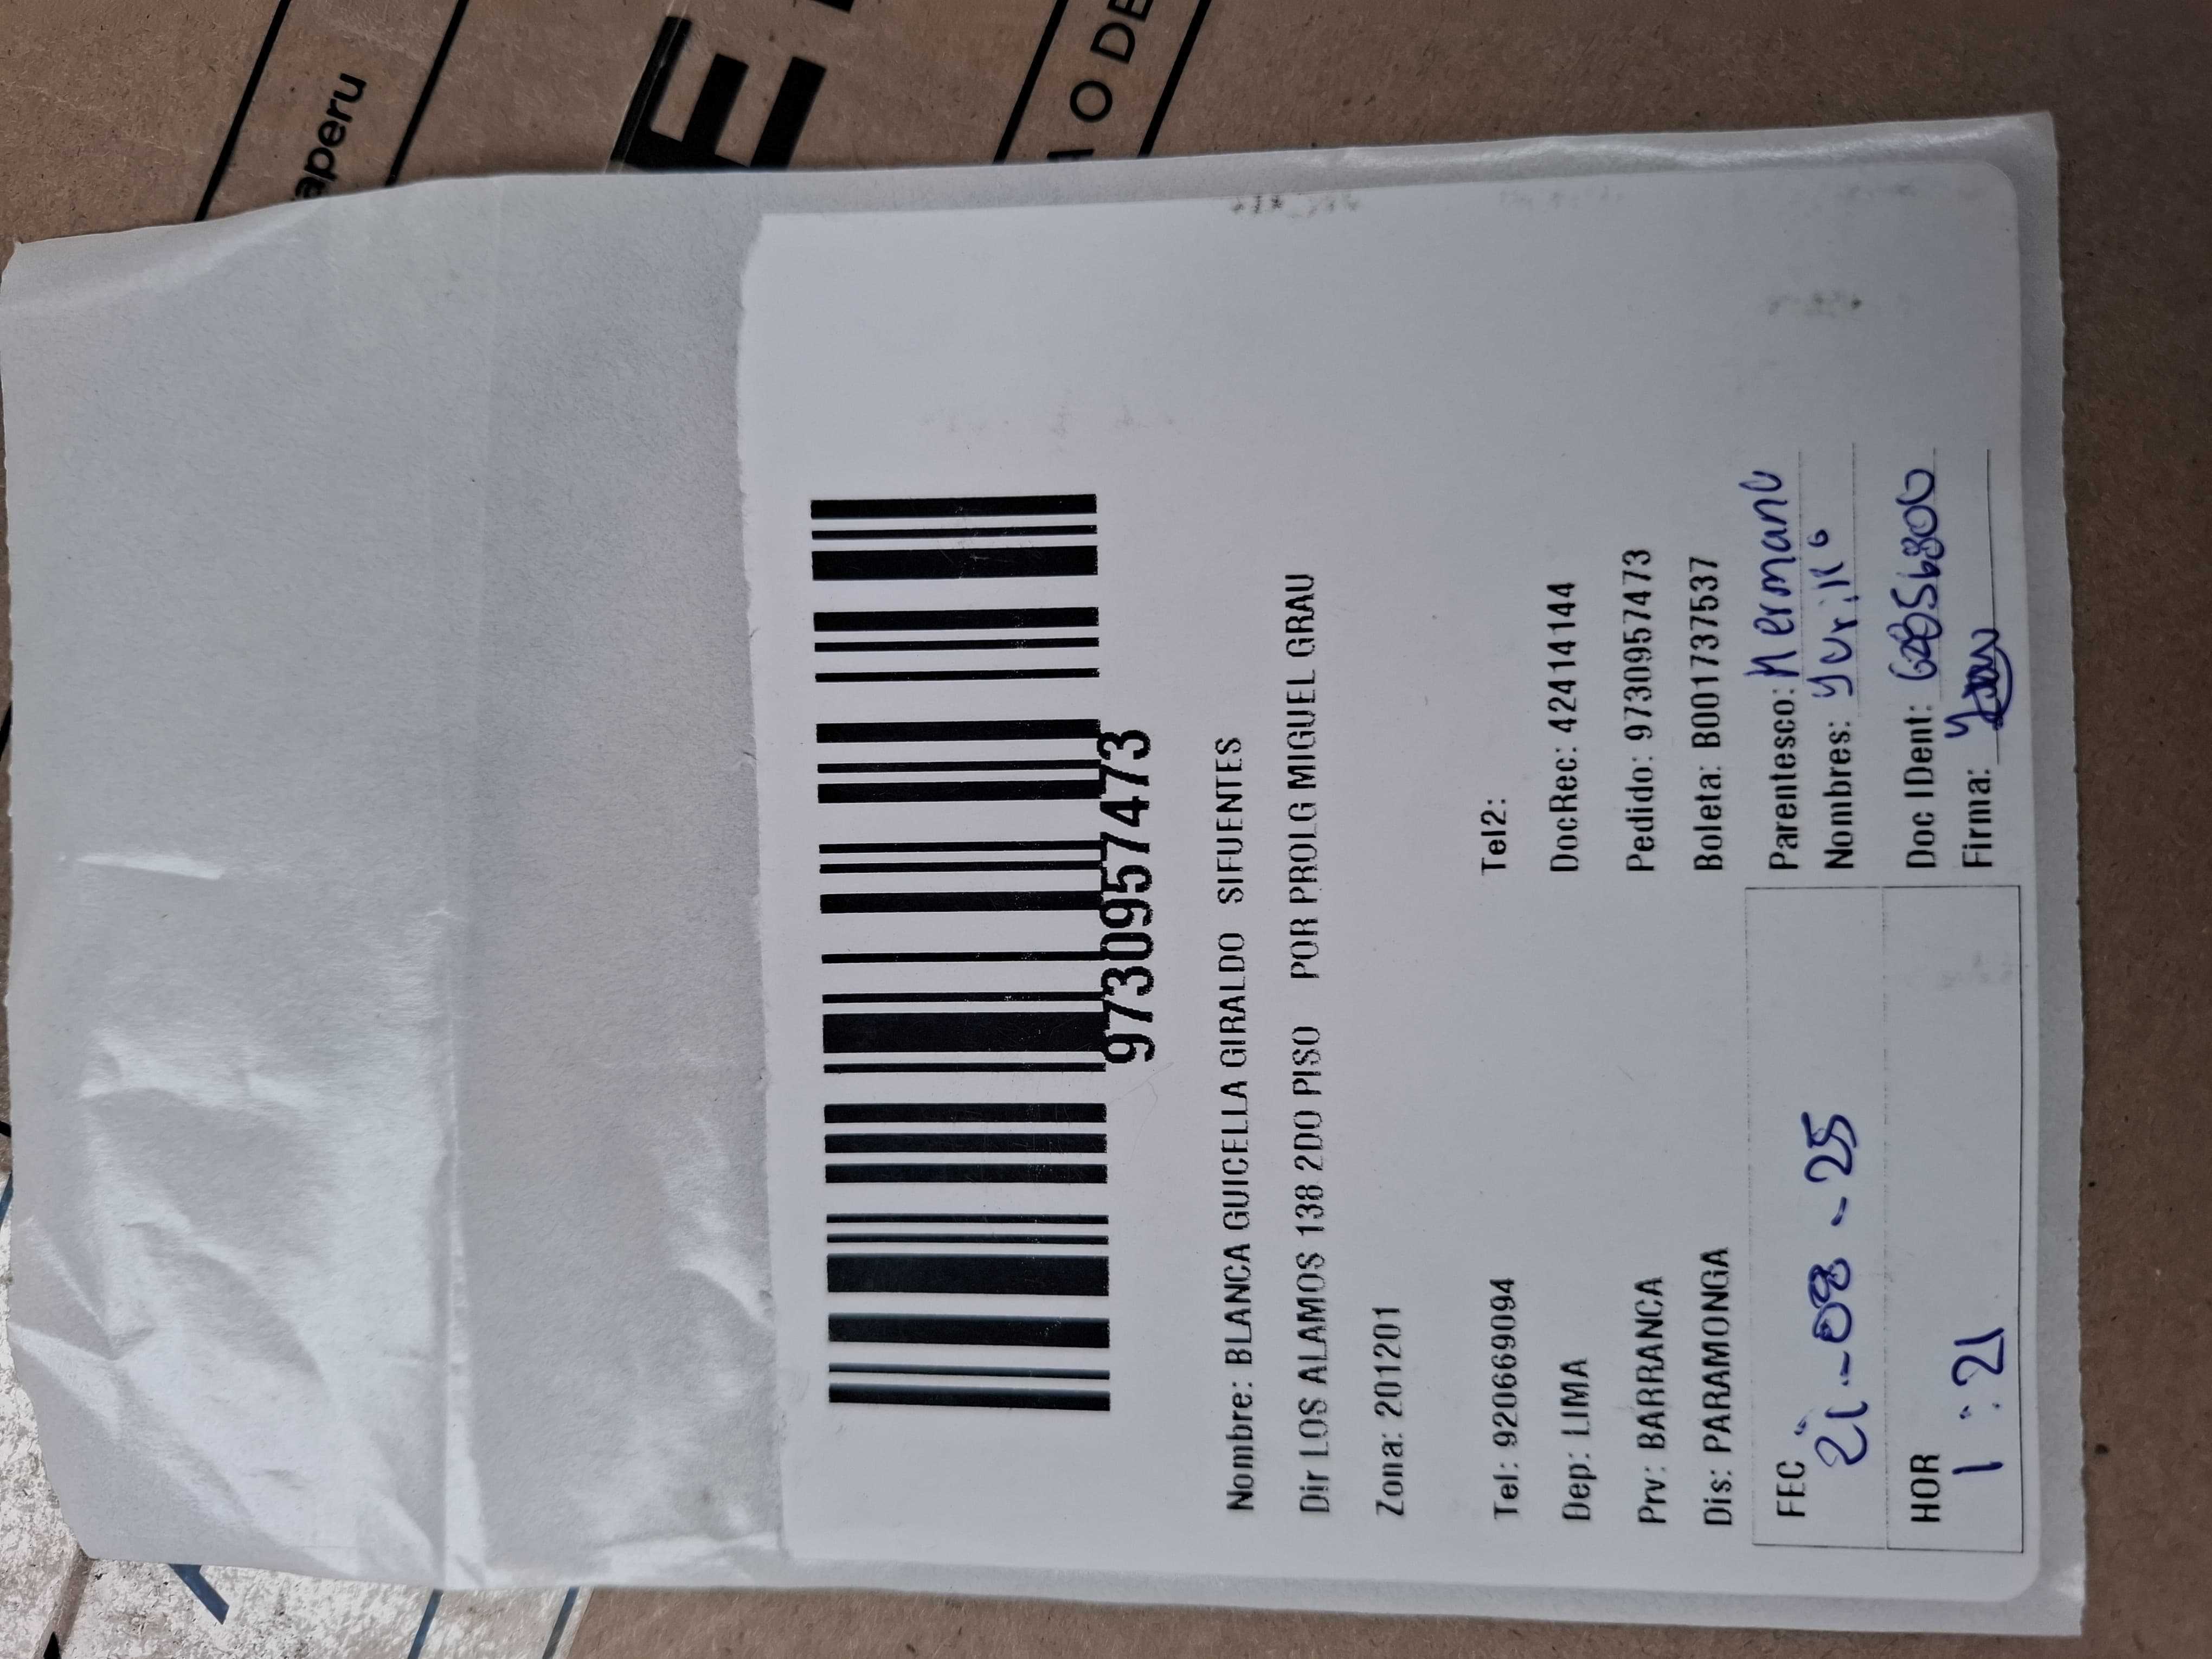 aperu
O DE
9730957473
Nombre: BLANCA GUICELLA GIRALDO SIFUENTES
Dir LOS ALAMOS 138 2DO PISO POR PROLG MIGUEL GRAU
Zona: 201201
Tel: 920669094 Tel2:
Dep: LIMA DocRec: 42414144
Prv: BARRANCA Pedido: 9730957473
Dis: PARAMONGA Boleta: B001737537
FEC 21-08-25 Parentesco: Hermano
Nombres:
HOR 1:21 Doc IDent:
Firma: